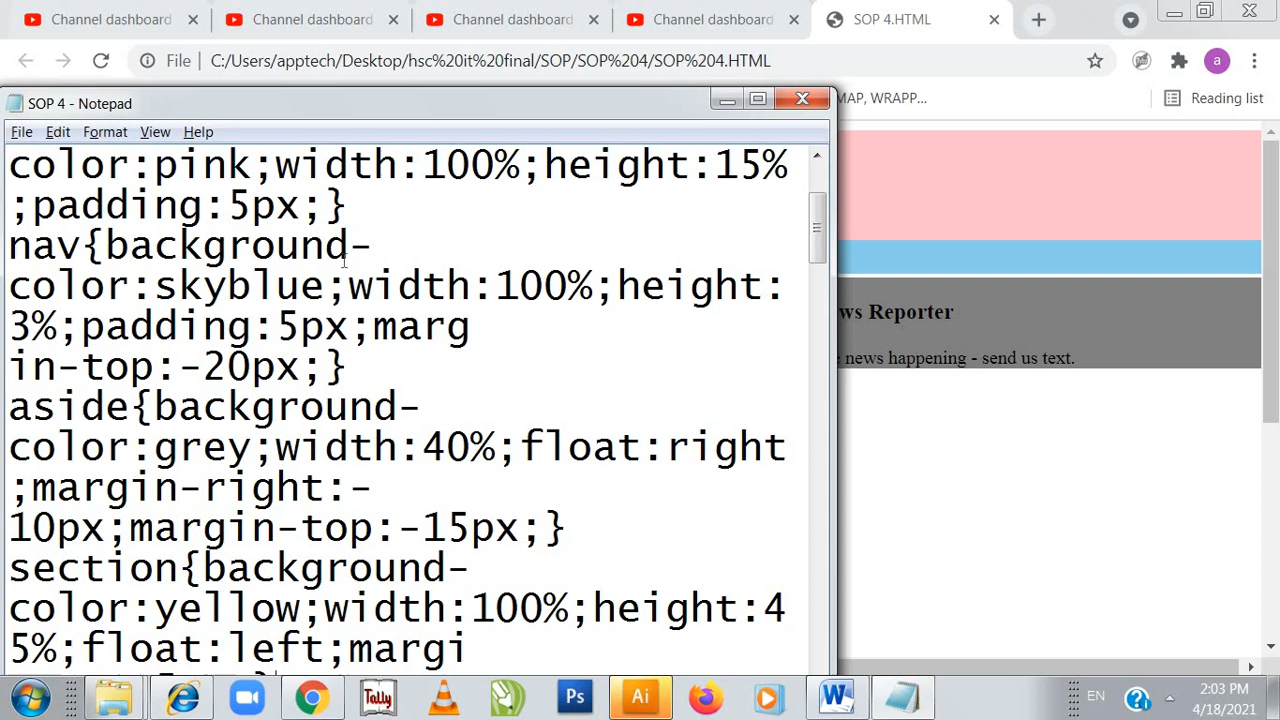 Channel dashboard
Channel dashboard
Channel dashboard
Channel dashboard
SOP 4.HTML
File
C:/Users/apptech/Desktop/hsc%20it%20final/SOP/SOP%204/SOP%204.HTML
a
SOP 4 - Notepad
MAP, WRAPP...
Reading list
File Edit Format View Help
color:pink;width:100%;height:15%
;padding:5px;}
nav{background-
color:skyblue;width:100%;height:
3%;padding:5px;marg
in-top:-20px;}
aside{background-
color:grey;width:40%;float:right
;margin-right:-
10px;margin-top:-15px;}
section{background-
color:yellow;width:100%;height:4
5%;float:left;margi
ws Reporter
news happening - send us text.
Tally
Ps
Ai
EN
2:03 PM
4/18/2021